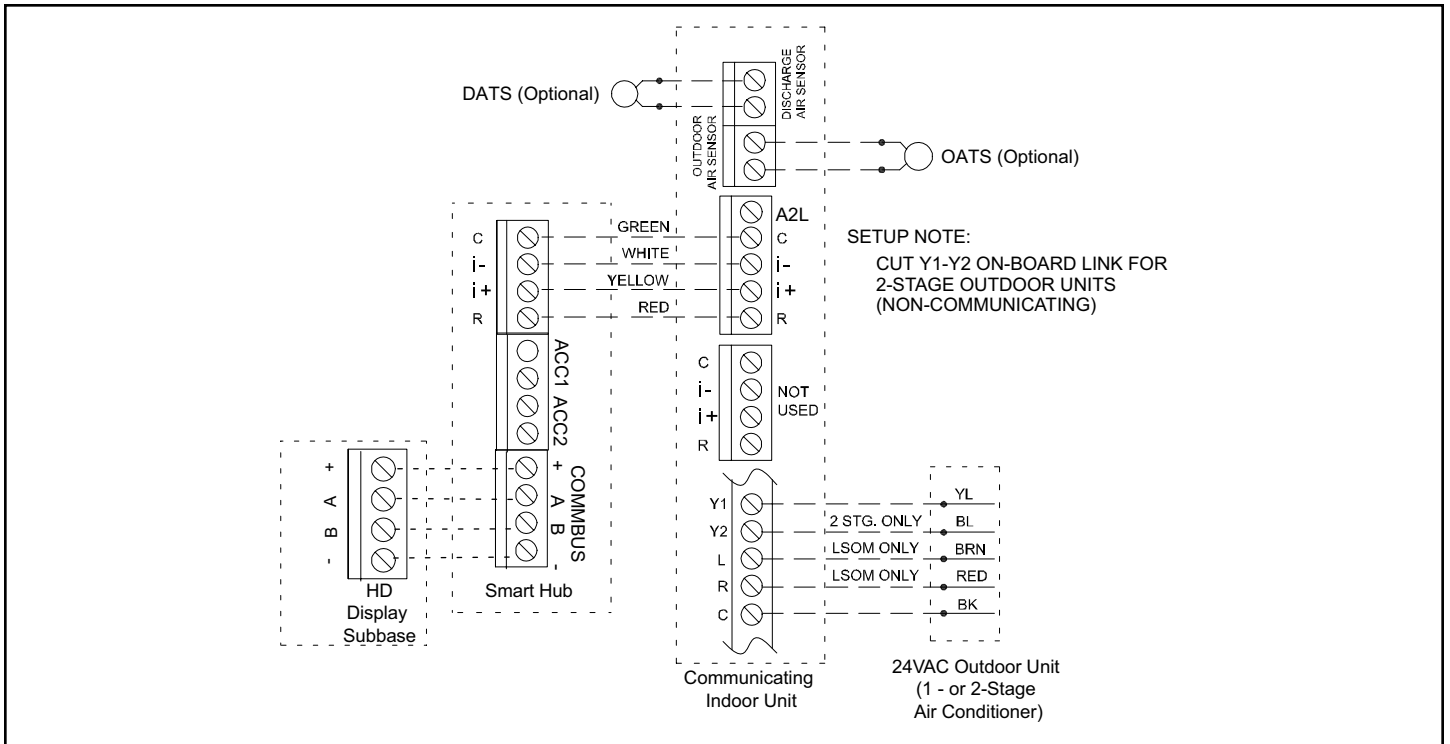 DISCHARGE
AIR SENSOR
DATS (Optional)
OUTDOOR
AIR SENSOR
OATS (Optional)
A2L
C
i-
i+
R
GREEN
WHITE
YELLOW
RED
C
i-
i+
R
SETUP NOTE:
CUT Y1-Y2 ON-BOARD LINK FOR
2-STAGE OUTDOOR UNITS
(NON-COMMUNICATING)
ACC1 ACC2
C
i-
i+
R
NOT
USED
+
A
B
-
HD
Display
Subbase
+
A
B
-
COMMBUS
Smart Hub
Y1
Y2
L
R
C
2 STG. ONLY
LSOM ONLY
LSOM ONLY
YL
BL
BRN
RED
BK
Communicating
Indoor Unit
24VAC Outdoor Unit
(1 - or 2-Stage
Air Conditioner)